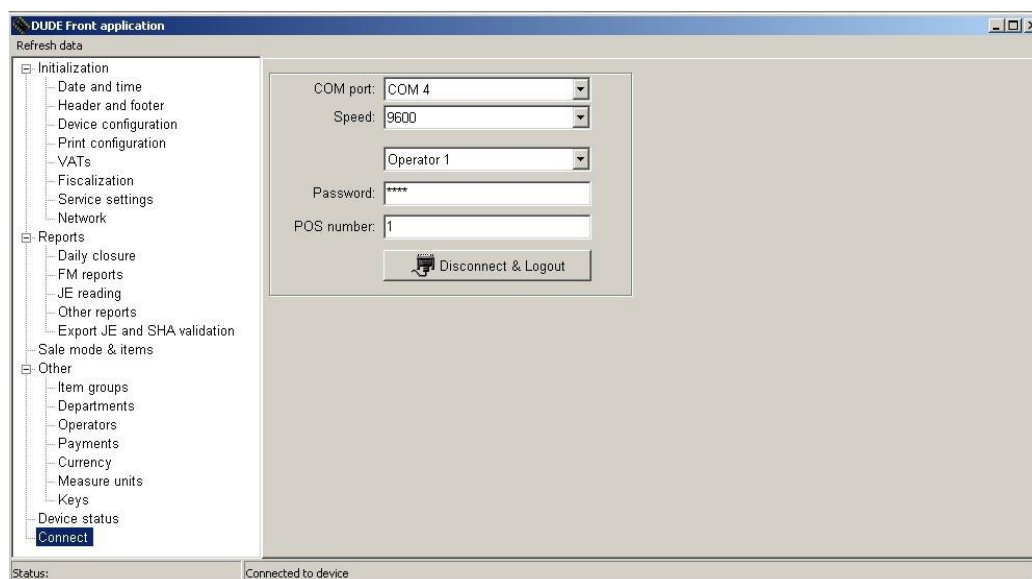 DUDE Front application
Refresh data
Initialization
Date and time
Header and footer
Device configuration
Print configuration
VATs
Fiscalization
Service settings
Network
Reports
Daily closure
FM reports
JE reading
Other reports
Export JE and SHA validation
Sale mode & items
Other
Item groups
Departments
Operators
Payments
Currency
Measure units
Keys
Device status
Connect
COM port: COM 4
Speed: 9600
Operator 1
Password: ****
POS number: 1
Disconnect & Logout
Status: Connected to device